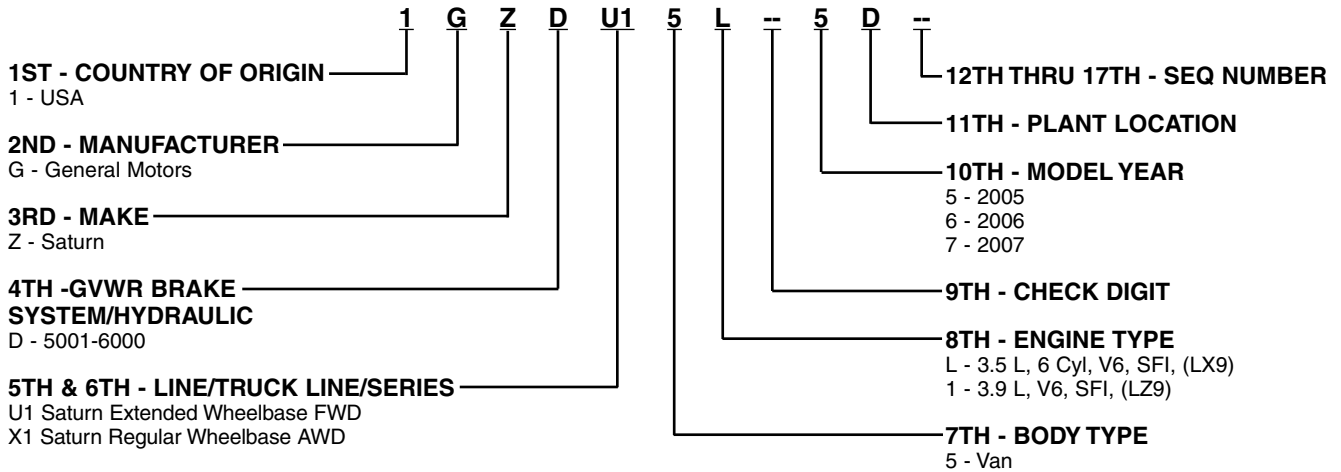 1 G Z D U1 5 L -- 5 D --
1ST - COUNTRY OF ORIGIN
1 - USA
2ND - MANUFACTURER
G - General Motors
3RD - MAKE
Z - Saturn
4TH -GVWR BRAKE
SYSTEM/HYDRAULIC
D - 5001-6000
5TH & 6TH - LINE/TRUCK LINE/SERIES
U1 Saturn Extended Wheelbase FWD
X1 Saturn Regular Wheelbase AWD
12TH THRU 17TH - SEQ NUMBER
11TH - PLANT LOCATION
10TH - MODEL YEAR
5 - 2005
6 - 2006
7 - 2007
9TH - CHECK DIGIT
8TH - ENGINE TYPE
L - 3.5 L, 6 Cyl, V6, SFI, (LX9)
1 - 3.9 L, V6, SFI, (LZ9)
7TH - BODY TYPE
5 - Van